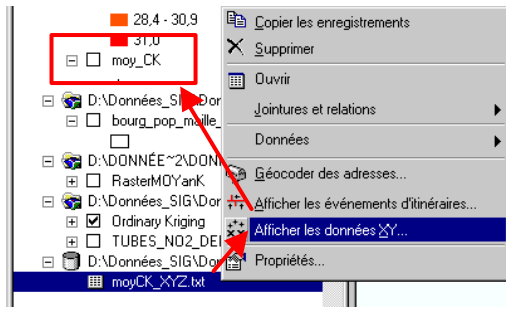 28,4 - 30,9
31,0
moy_CK
D:\Données_SIG\Dor
bourg_pop_maille_
D:\DONNÉE~2\DONI
RasterMOYanK
D:\Données_SIG\Dor
Ordinary Kriging
TUBES_NO2_DEI
D:\Données_SIG\Do
moyCK_XYZ.txt
Copier les enregistrements
Supprimer
Ouvrir
Jointures et relations
Données
Géocoder des adresses...
Afficher les événements d'itinéraires...
Afficher les données XY...
Propriétés...